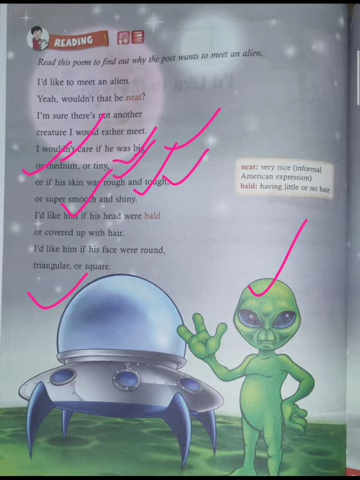 READING
Read this poem to find out why the poet wants to meet an alien.
I'd like to meet an alien.
Yeah, wouldn't that be neat?
I'm sure there's not another
creature I would rather meet.
I wouldn't care if he was big
or medium, or tiny,
or if his skin was rough and tough,
or super smooth and shiny.
I'd like him if his head were bald
or covered up with hair.
I'd like him if his face were round,
triangular, or square.
neat: very nice (informal
American expression)
bald: having little or no hair